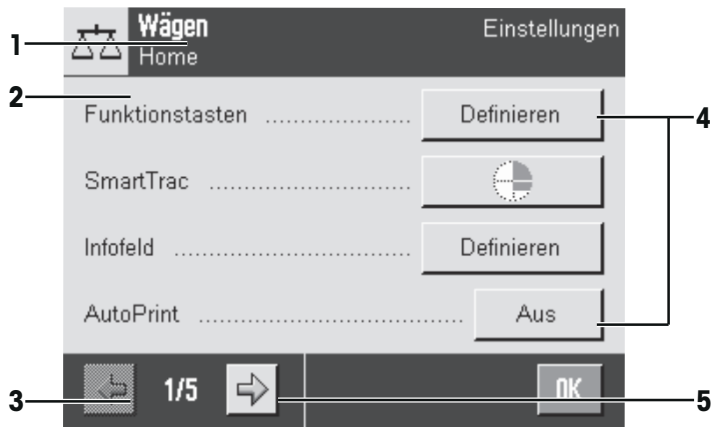 Wägen
Home
Einstellungen
1
2
Funktionstasten .................... Definieren
4
SmartTrac ...........................
Infofeld ................................ Definieren
AutoPrint ................................... Aus
3
1/5
OK
5